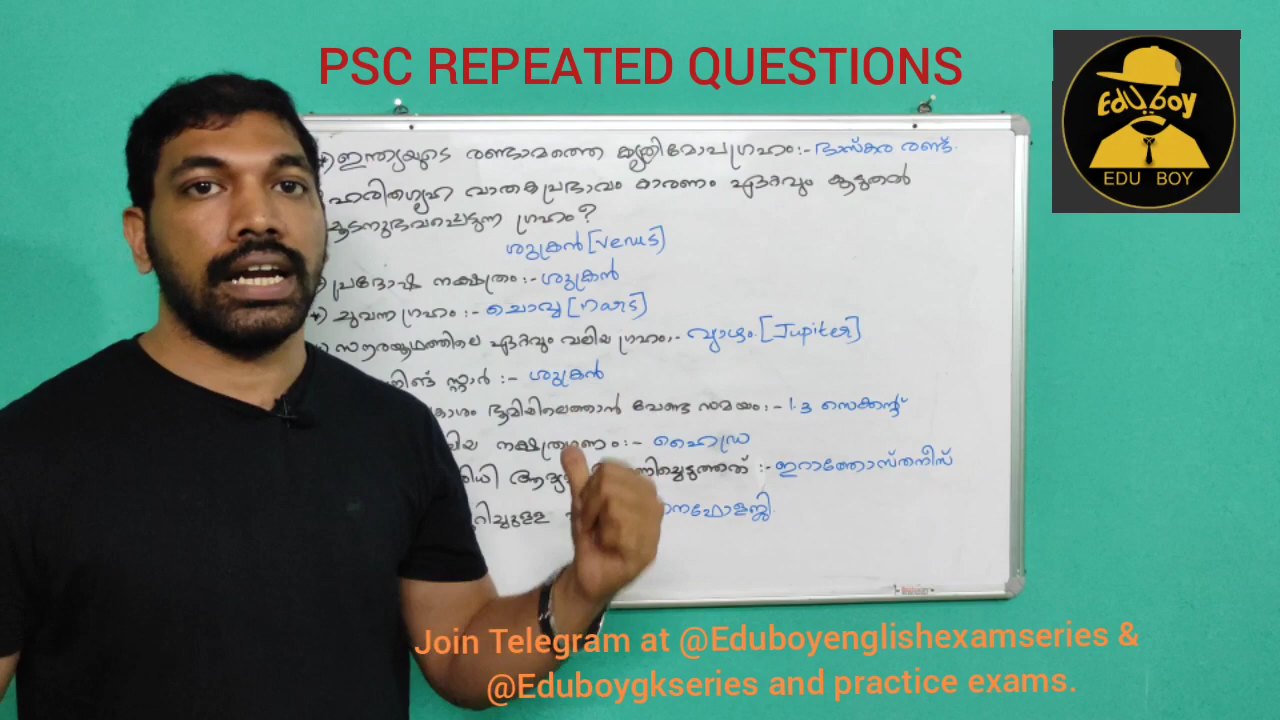 PSC REPEATED QUESTIONS
EdU boy
EDU BOY
ഇന്ത്യയുടെ രണ്ടാമത്തെ കൃത്രിമോപഗ്രഹം:- ഭാസ്കര രണ്ട്.
ഹരിതഗൃഹ വാതകപ്രഭാവം കാരണം ഏറ്റവും കൂടുതൽ
ചൂടനുഭവപ്പെടുന്ന ഗ്രഹം?
ശുക്രൻ [Venus]
പ്രദോഷ നക്ഷത്രം:- ശുക്രൻ
ചുവന്ന ഗ്രഹം :- ചൊവ്വ [Mars]
സൗരയൂഥത്തിലെ ഏറ്റവും വലിയ ഗ്രഹം:- വ്യാഴം [Jupiter]
സ്റ്റാർ :- ശുക്രൻ
ഭൂമിയിലെത്താൻ വേണ്ട സമയം:- 1.3 സെക്കന്റ്
നക്ഷത്രഗണം:- ഹൈഡ്ര
:- ഇറാത്തോസ്തനീസ്
Join Telegram at @Eduboyenglishexamseries &
@Eduboygkseries and practice exams.